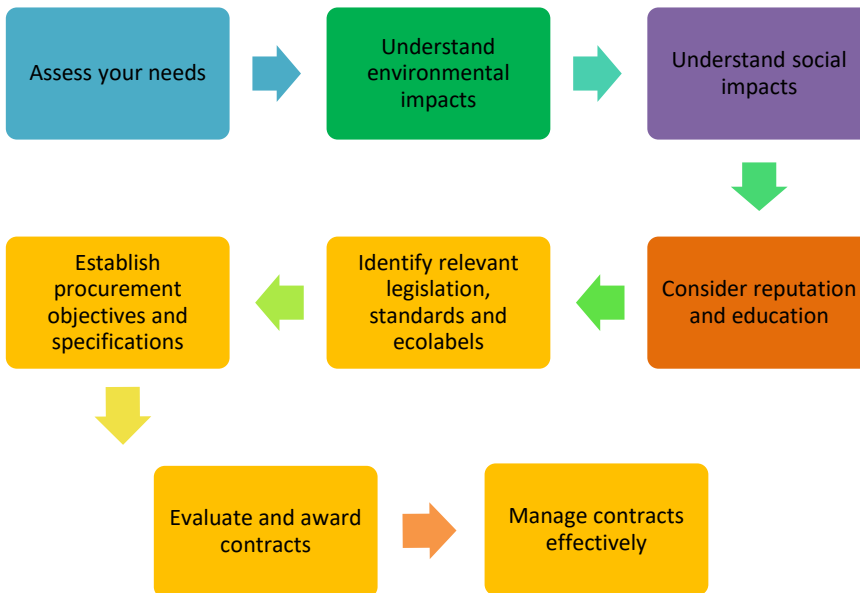 Assess your needs
Understand
environmental
impacts
Understand social
impacts
Consider reputation
and education
Identify relevant
legislation,
standards and
ecolabels
Establish
procurement
objectives and
specifications
Evaluate and award
contracts
Manage contracts
effectively